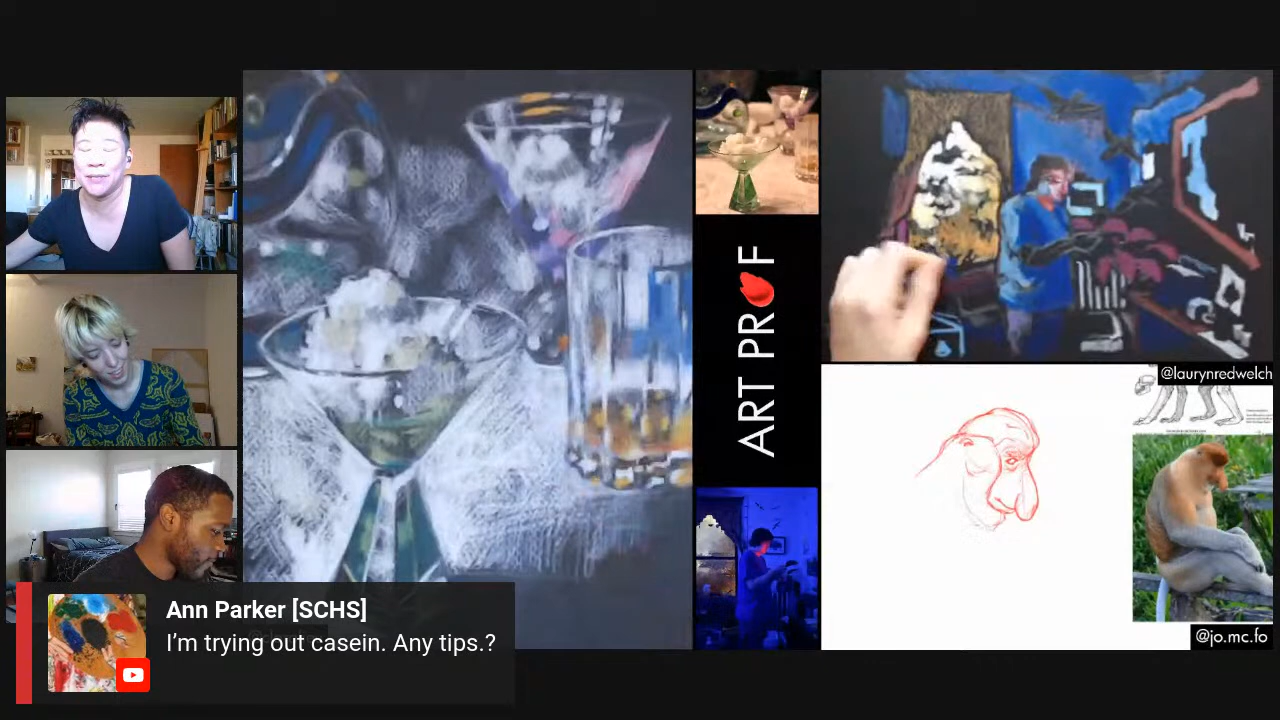 ART PROF
@laurynredwelch
@jo.mc.fo
Ann Parker [SCHS]
I’m trying out casein. Any tips.?